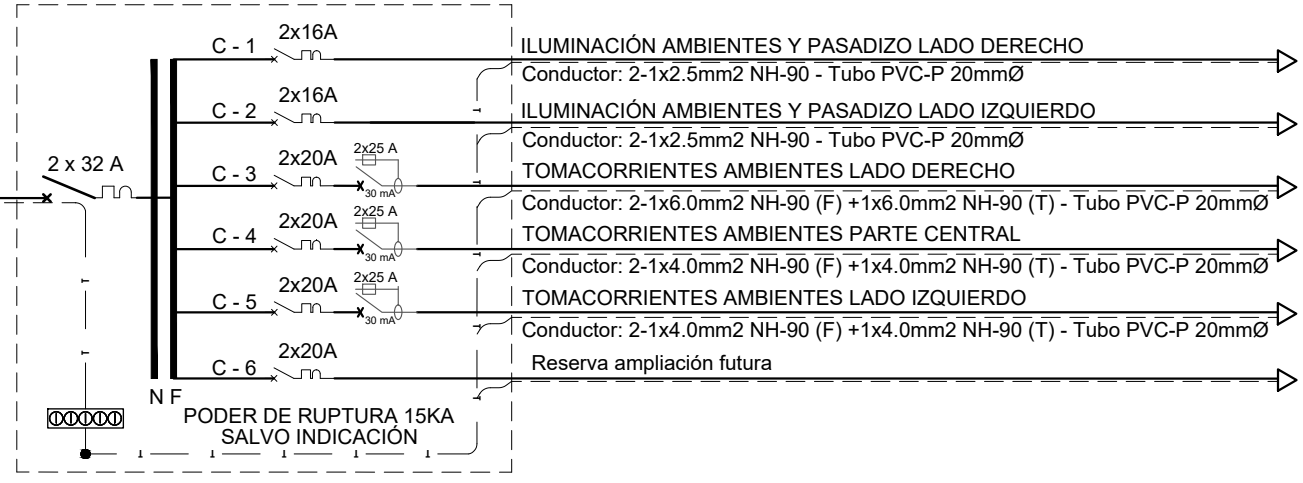 2 x 32 A
C - 1
2x16A
ILUMINACIÓN AMBIENTES Y PASADIZO LADO DERECHO
Conductor: 2-1x2.5mm2 NH-90 - Tubo PVC-P 20mmØ
C - 2
2x16A
ILUMINACIÓN AMBIENTES Y PASADIZO LADO IZQUIERDO
Conductor: 2-1x2.5mm2 NH-90 - Tubo PVC-P 20mmØ
C - 3
2x20A
2x25 A
30 mA
TOMACORRIENTES AMBIENTES LADO DERECHO
Conductor: 2-1x6.0mm2 NH-90 (F) +1x6.0mm2 NH-90 (T) - Tubo PVC-P 20mmØ
C - 4
2x20A
2x25 A
30 mA
TOMACORRIENTES AMBIENTES PARTE CENTRAL
Conductor: 2-1x4.0mm2 NH-90 (F) +1x4.0mm2 NH-90 (T) - Tubo PVC-P 20mmØ
C - 5
2x20A
2x25 A
30 mA
TOMACORRIENTES AMBIENTES LADO IZQUIERDO
Conductor: 2-1x4.0mm2 NH-90 (F) +1x4.0mm2 NH-90 (T) - Tubo PVC-P 20mmØ
C - 6
2x20A
Reserva ampliación futura
N F
PODER DE RUPTURA 15KA
SALVO INDICACIÓN